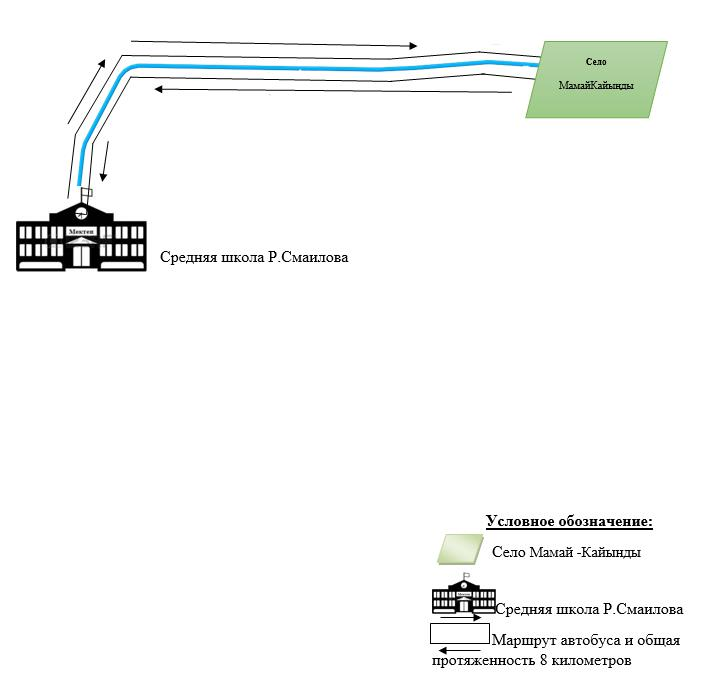 Село
МамайКайынды
Мектеп
Средняя школа Р.Смаилова
Условное обозначение:
Село Мамай -Кайынды
Мектеп
Средняя школа Р.Смаилова
Маршрут автобуса и общая
протяженность 8 километров